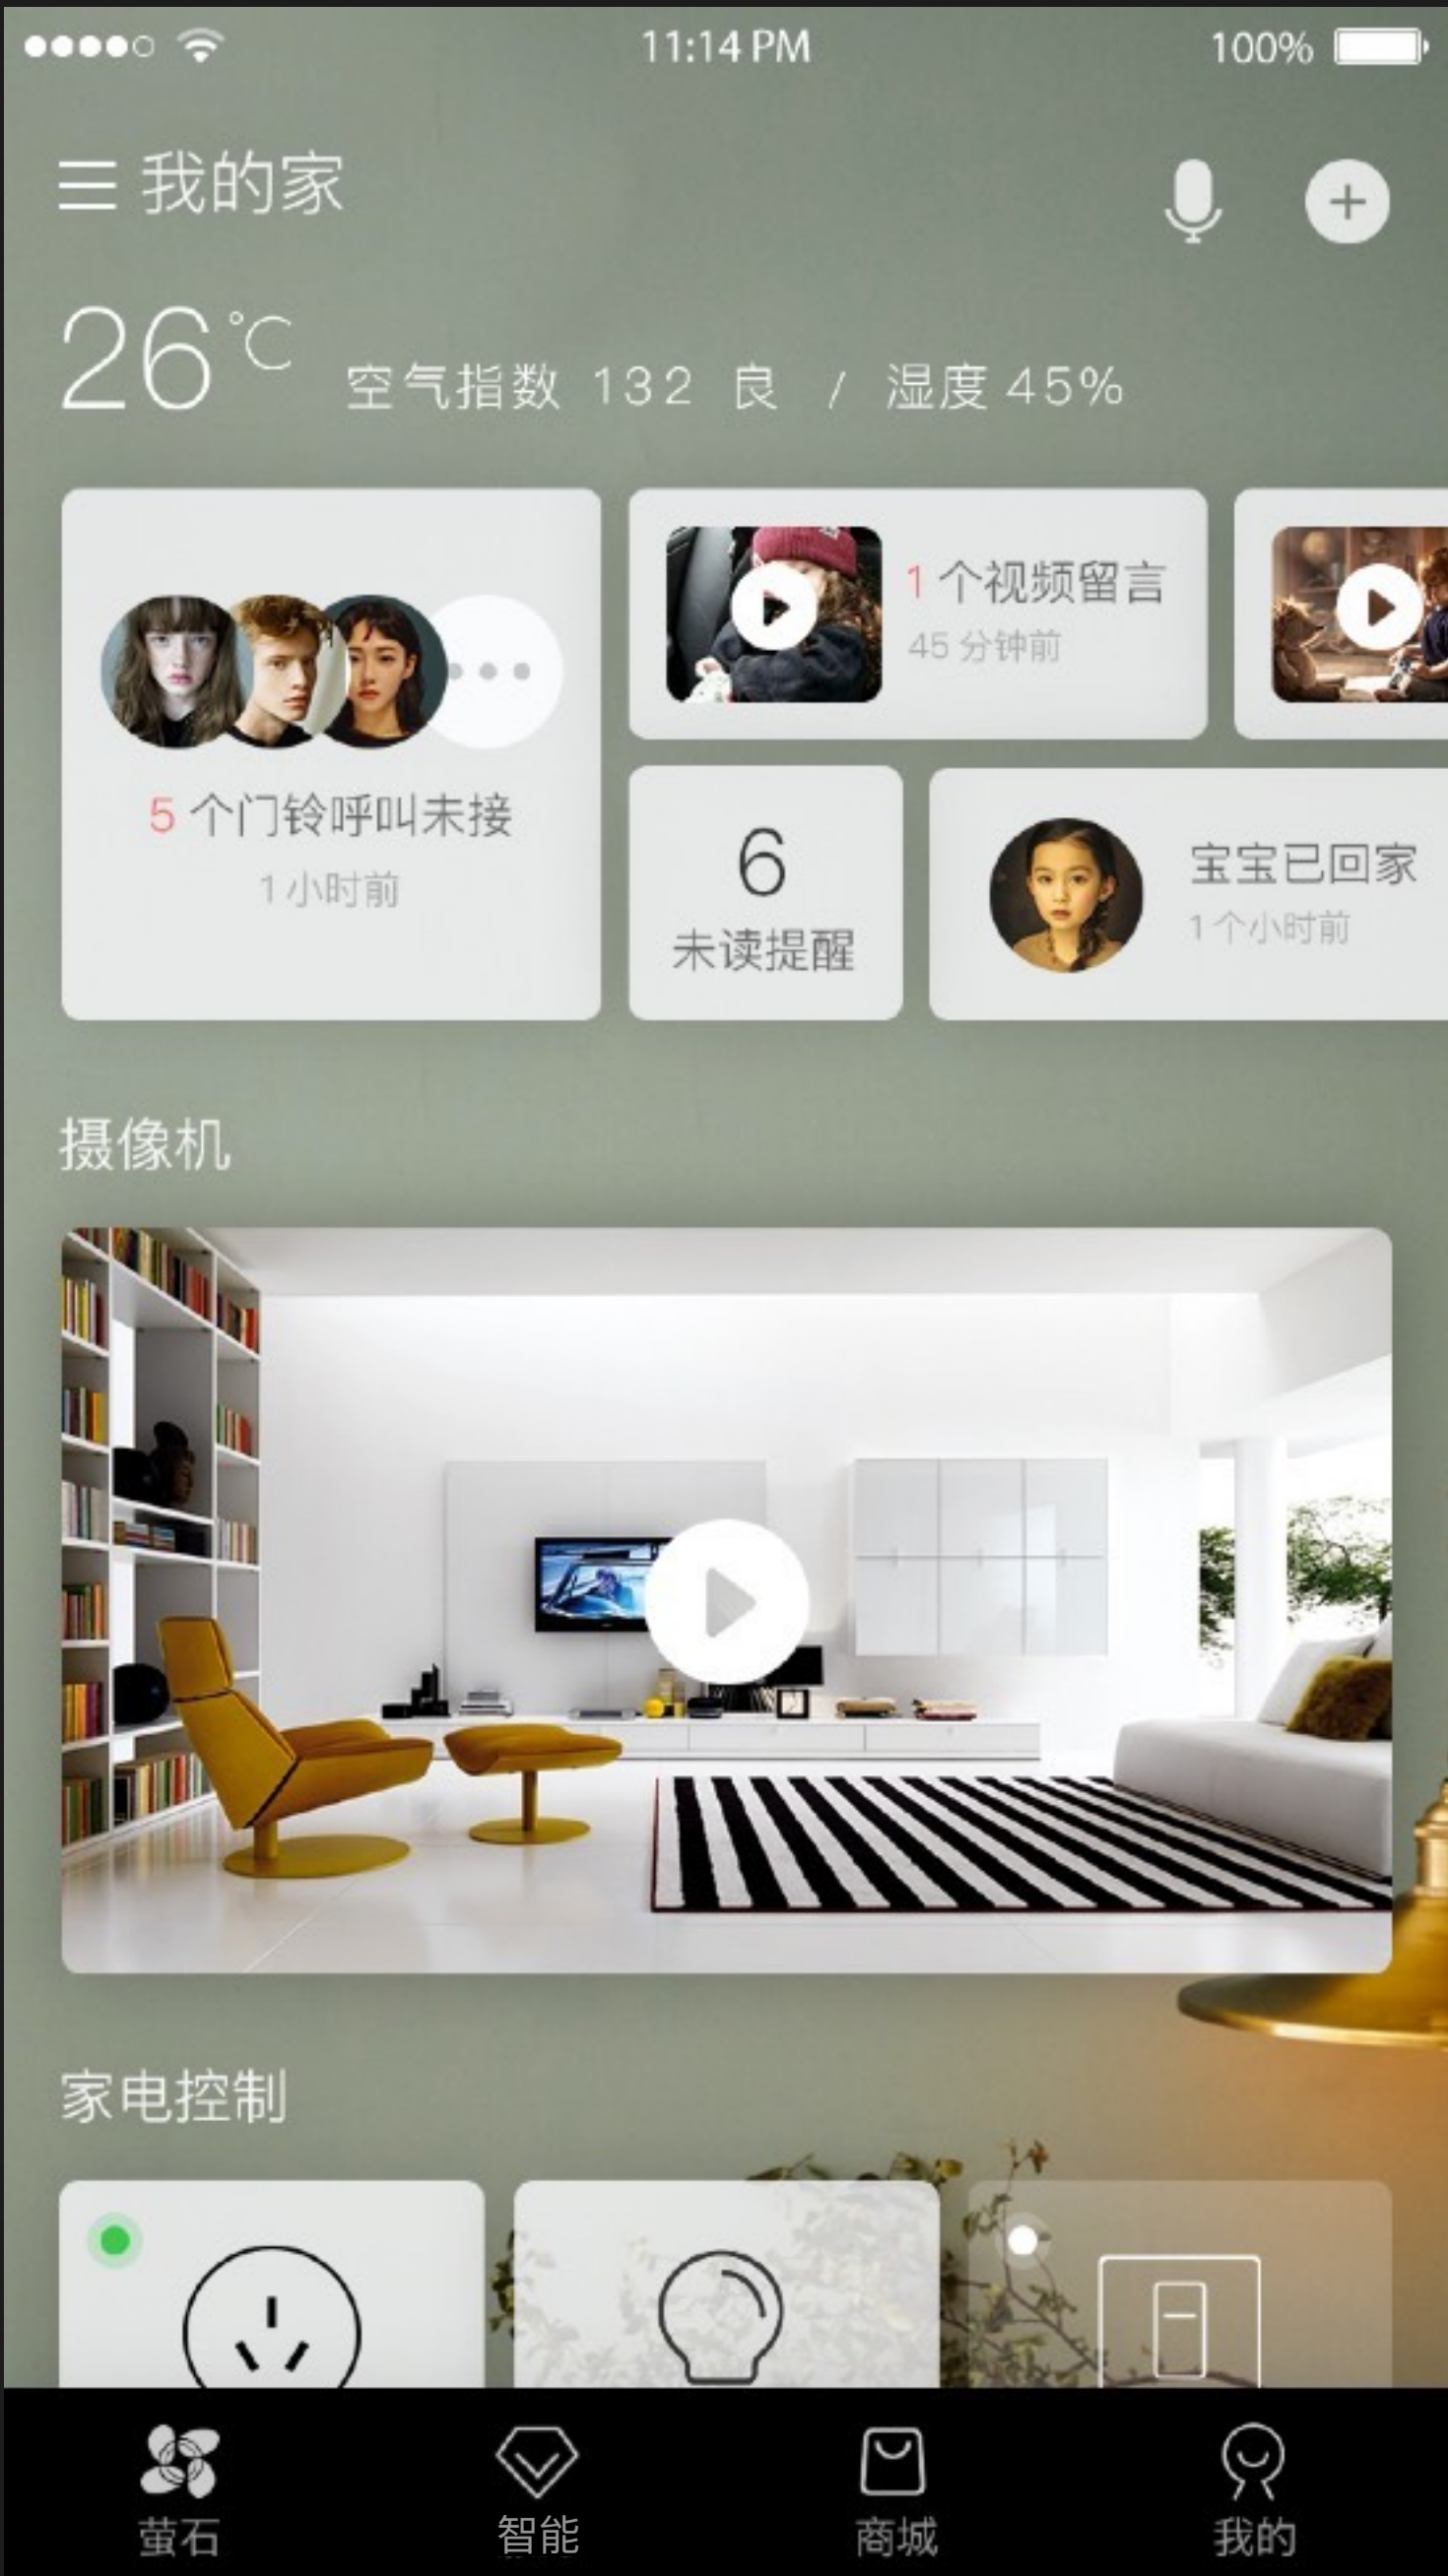 11:14 PM
100%
我的家
26℃ 空气指数 132 良 / 湿度 45%
1 个视频留言
45 分钟前
5 个门铃呼叫未接
1 小时前
6
未读提醒
宝宝已回家
1 个小时前
摄像机
家电控制
萤石 智能 商城 我的